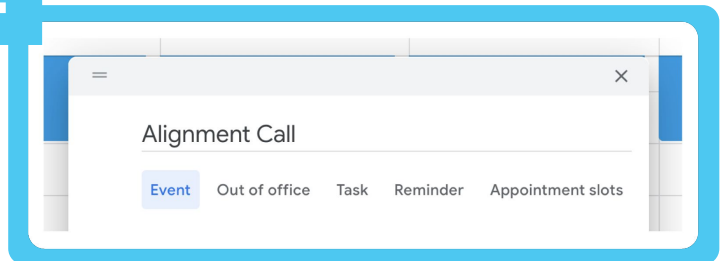 Alignment Call
Event Out of office Task Reminder Appointment slots